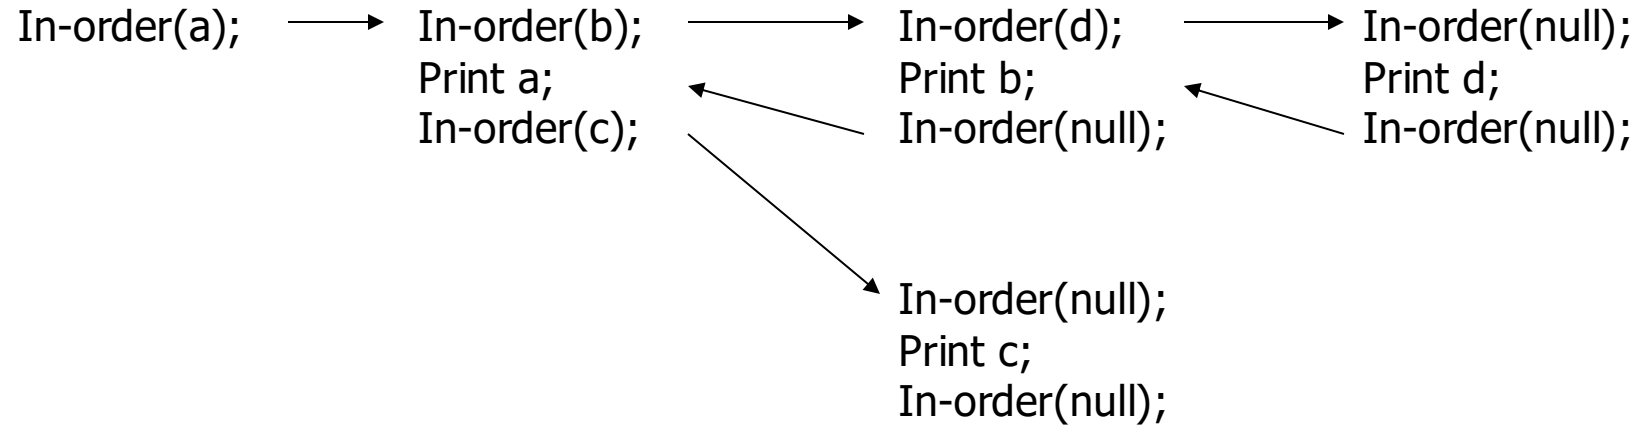 In-order(a);
In-order(b);
Print a;
In-order(c);
In-order(d);
Print b;
In-order(null);
In-order(null);
Print d;
In-order(null);
In-order(null);
Print c;
In-order(null);